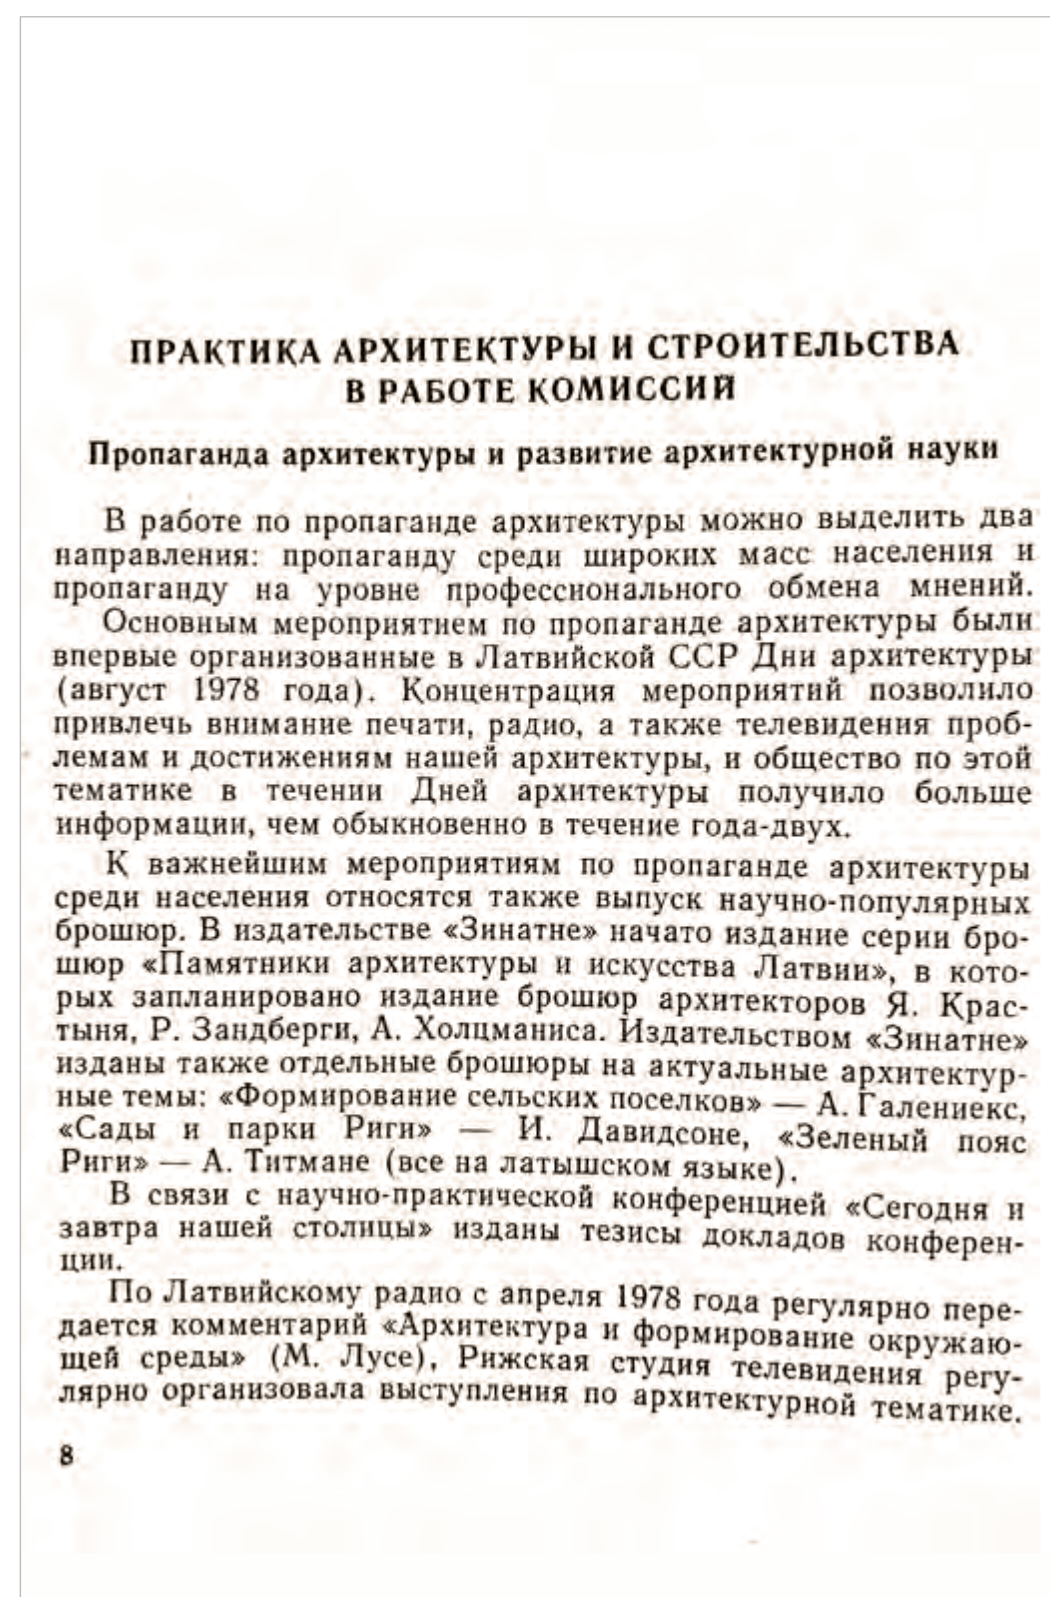 ПРАКТИКА АРХИТЕКТУРЫ И СТРОИТЕЛЬСТВА
В РАБОТЕ КОМИССИЙ
Пропаганда архитектуры и развитие архитектурной науки
В работе по пропаганде архитектуры можно выделить два
направления: пропаганду среди широких масс населения и
пропаганду на уровне профессионального обмена мнений.
Основным мероприятием по пропаганде архитектуры были
впервые организованные в Латвийской ССР Дни архитектуры
(август 1978 года). Концентрация мероприятий позволило
привлечь внимание печати, радио, а также телевидения проб-
лемам и достижениям нашей архитектуры, и общество по этой
тематике в течении Дней архитектуры получило больше
информации, чем обыкновенно в течение года-двух.
К важнейшим мероприятиям по пропаганде архитектуры
среди населения относятся также выпуск научно-популярных
брошюр. В издательстве «Зинатне» начато издание серии бро-
шюр «Памятники архитектуры и искусства Латвии», в кото-
рых запланировано издание брошюр архитекторов Я. Крас-
тыня, Р. Зандберги, А. Холцманиса. Издательством «Зинатне»
изданы также отдельные брошюры на актуальные архитектур-
ные темы: «Формирование сельских поселков» — А. Галениекс,
«Сады и парки Риги» — И. Давидсоне, «Зеленый пояс
Риги» — А. Титмане (все на латышском языке).
В связи с научно-практической конференцией «Сегодня и
завтра нашей столицы» изданы тезисы докладов конферен-
ции.
По Латвийскому радио с апреля 1978 года регулярно пере-
дается комментарий «Архитектура и формирование окружаю-
щей среды» (М. Лусе), Рижская студия телевидения регу-
лярно организовала выступления по архитектурной тематике.
8